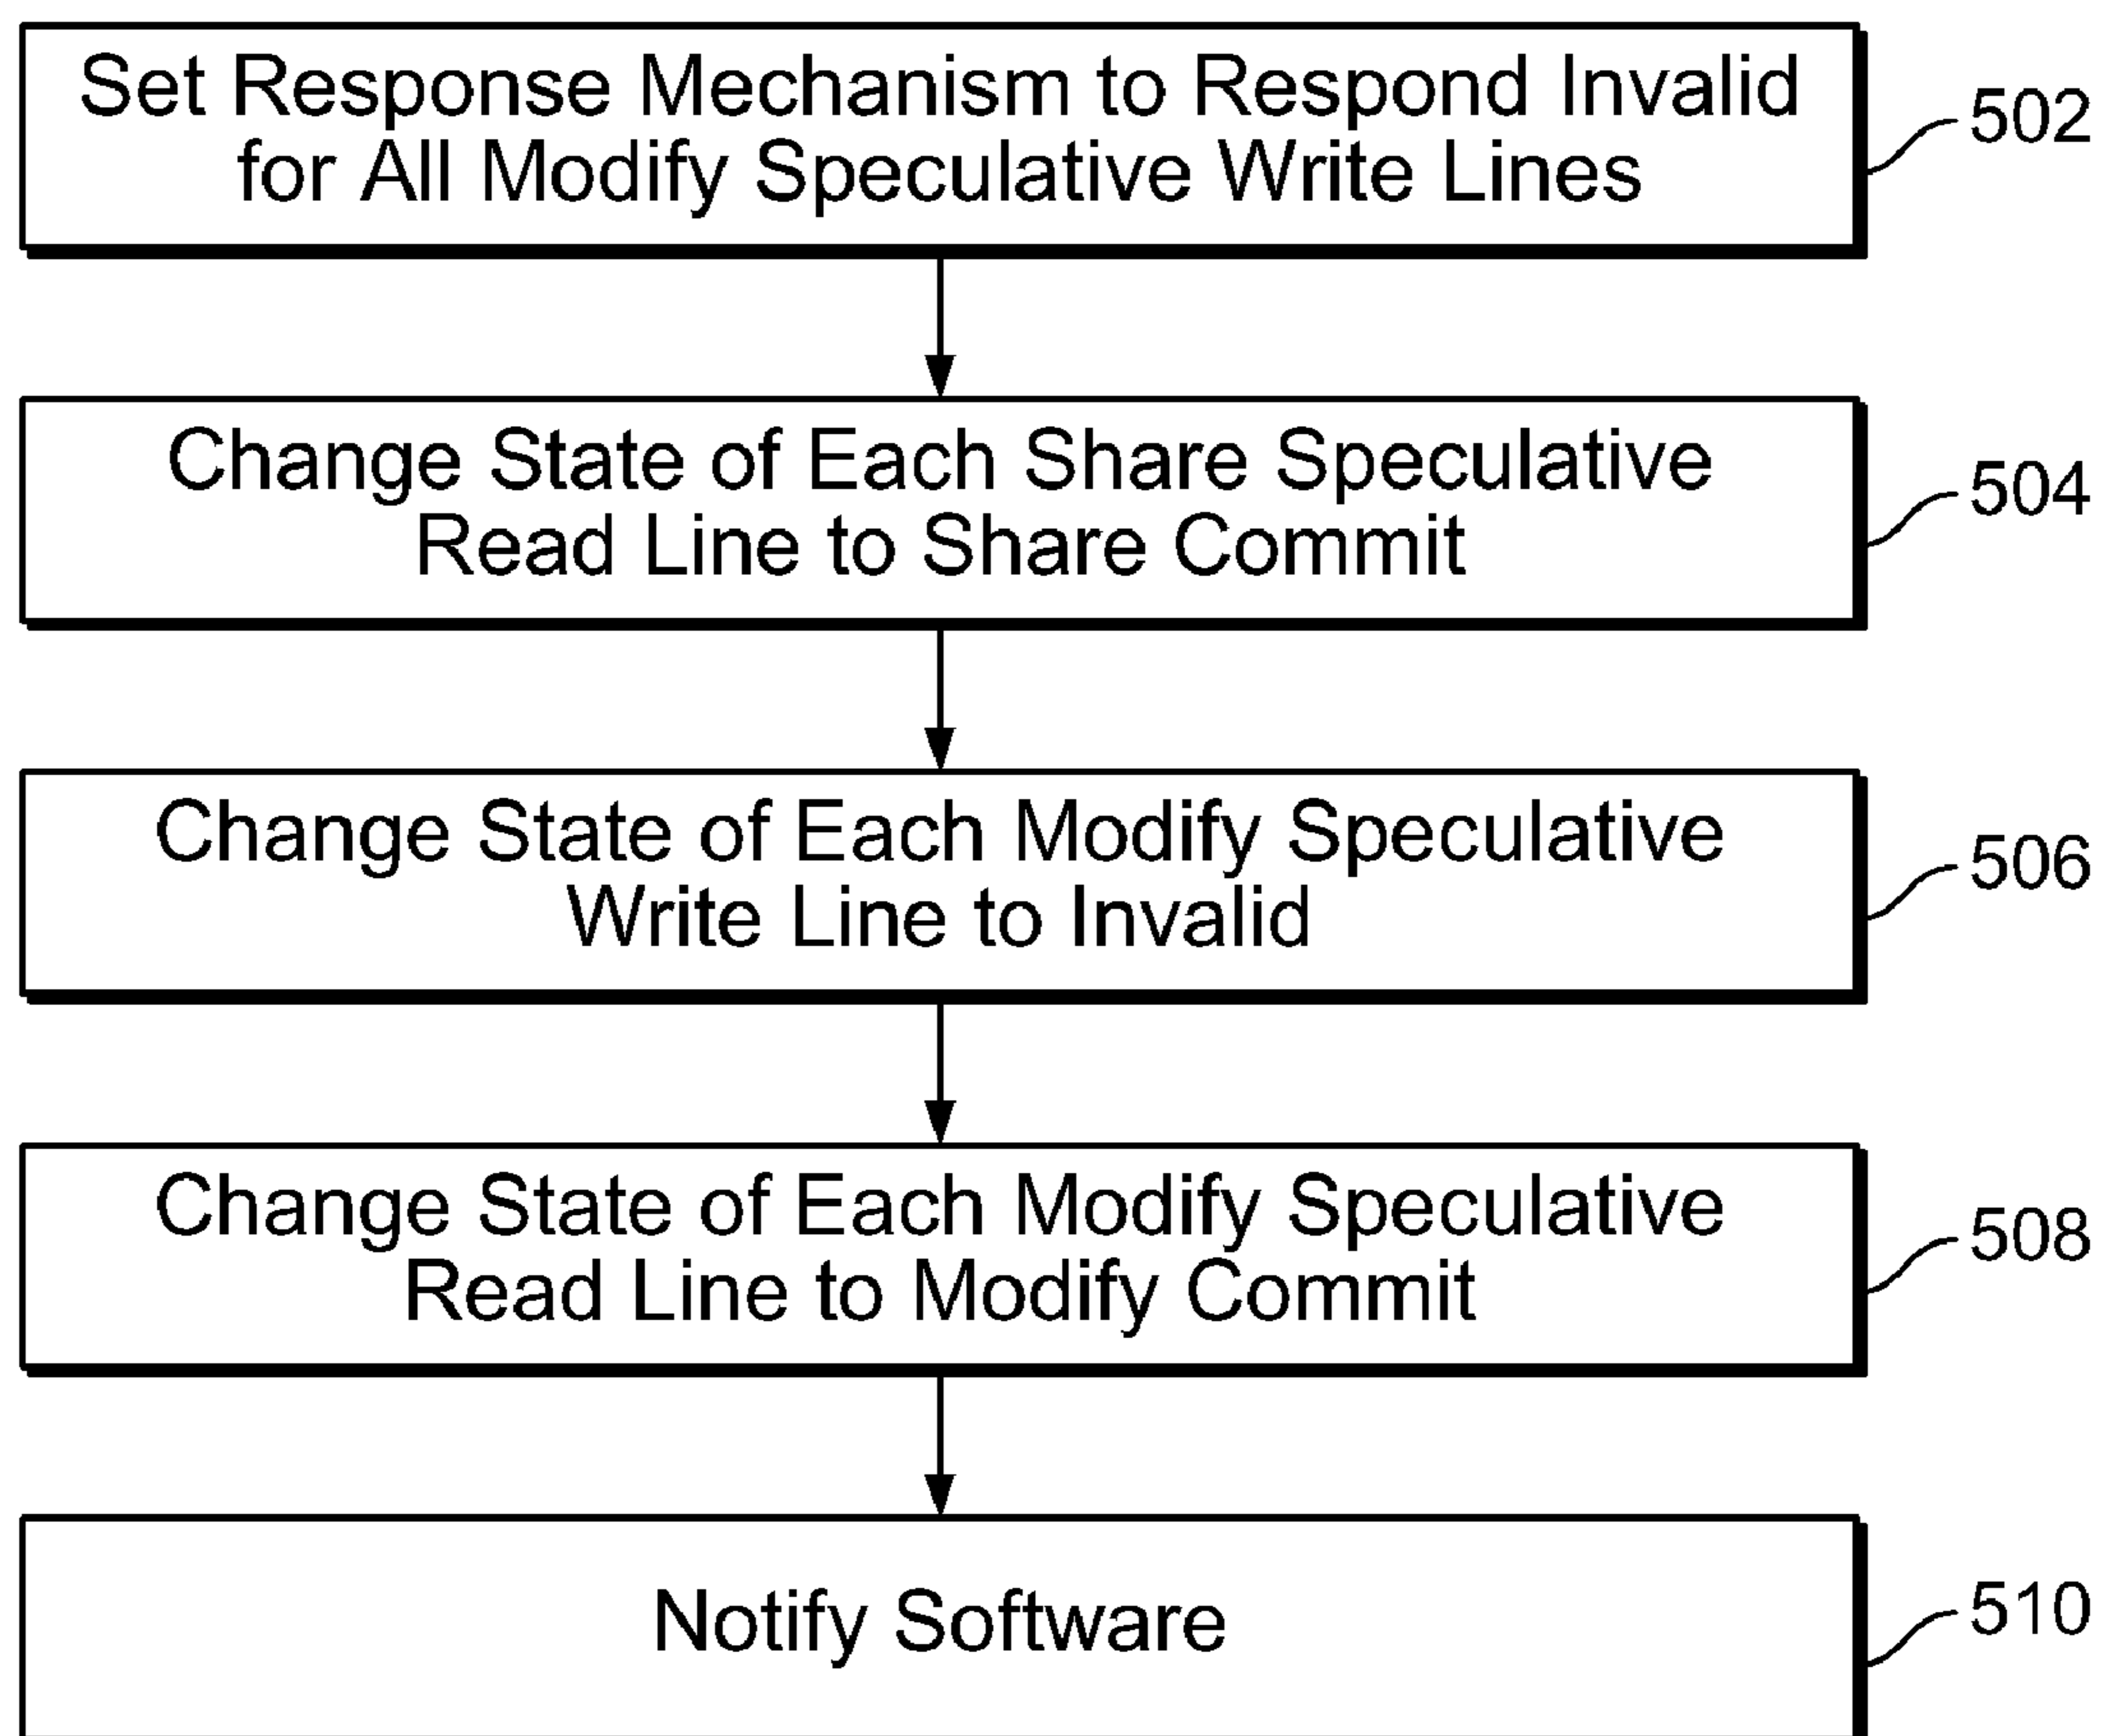 Set Response Mechanism to Respond Invalid
for All Modify Speculative Write Lines
502
Change State of Each Share Speculative
Read Line to Share Commit
504
Change State of Each Modify Speculative
Write Line to Invalid
506
Change State of Each Modify Speculative
Read Line to Modify Commit
508
Notify Software
510